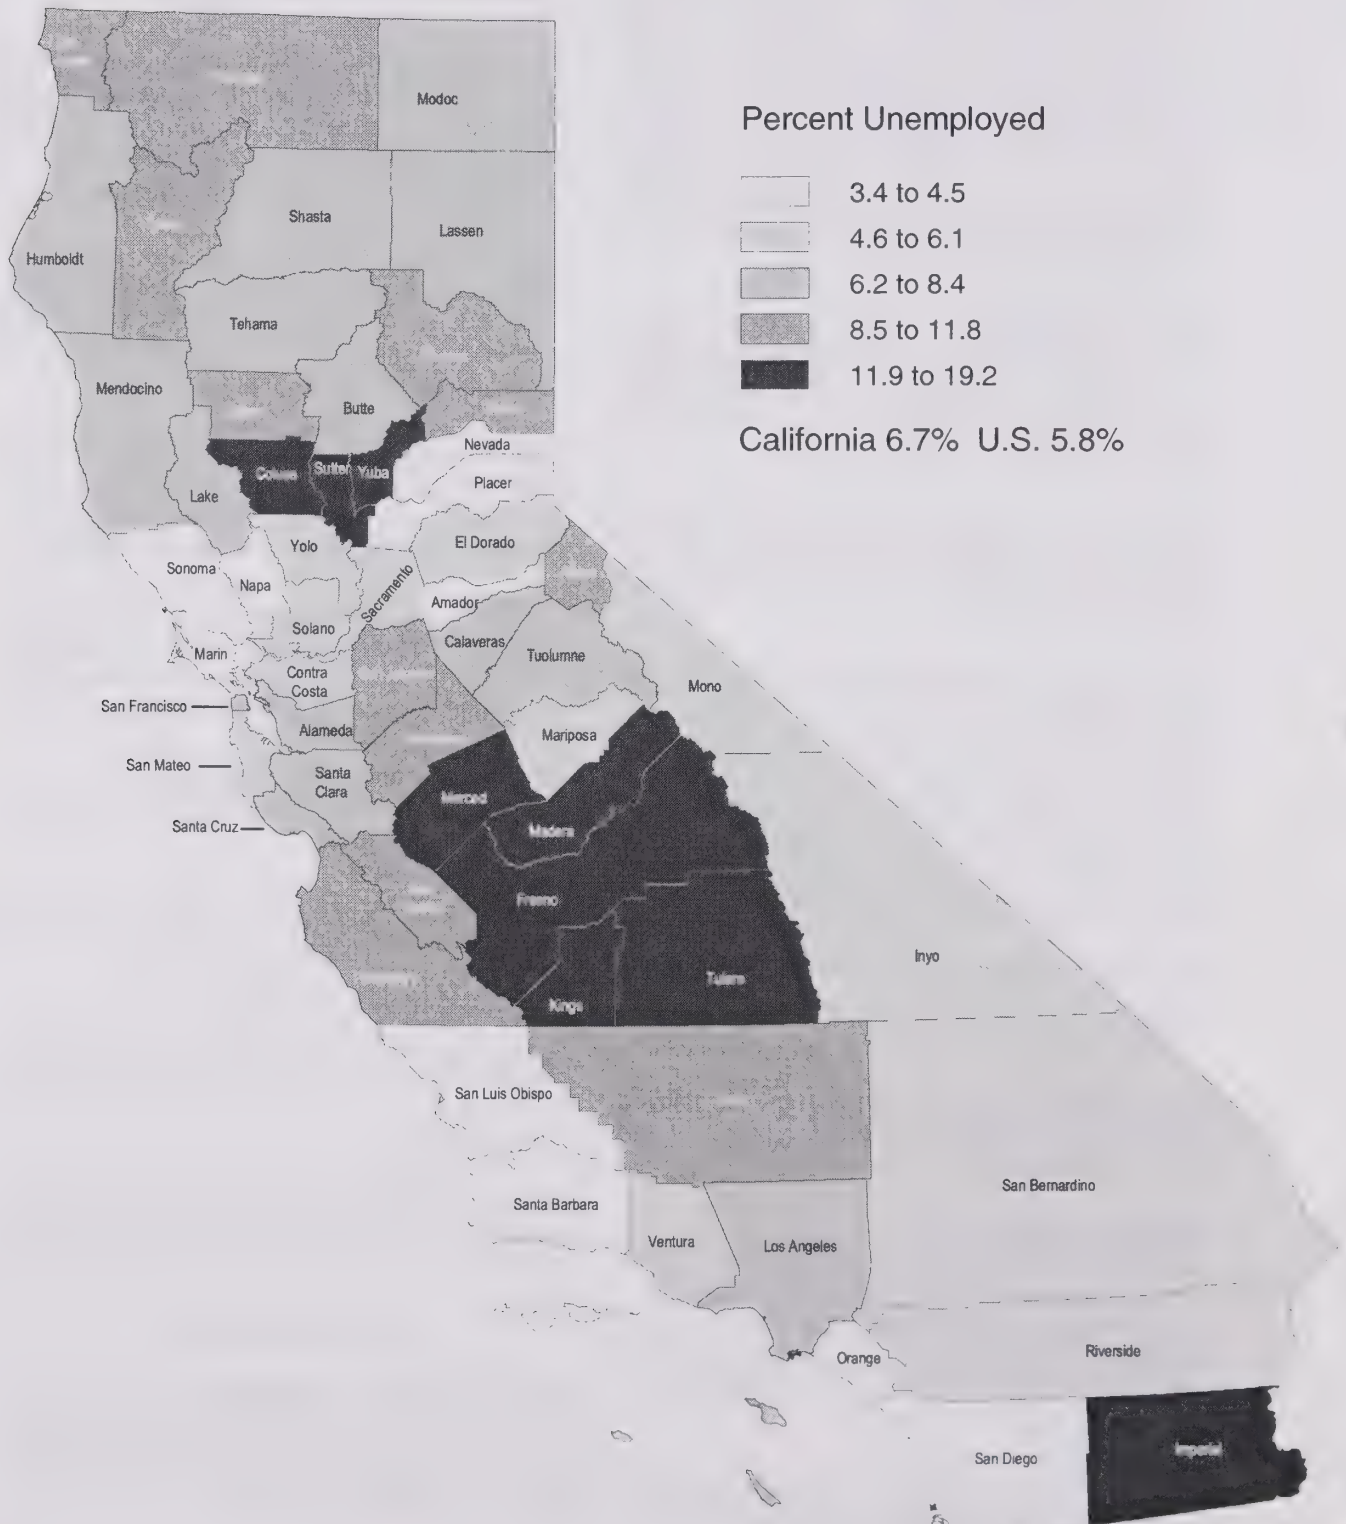 Modoc
Percent Unemployed
3.4 to 4.5
Shasta
Lassen
4.6 to 6.1
Humboldt
6.2 to 8.4
Tehama
8.5 to 11.8
11.9 to 19.2
Mendocino
Butte
California 6.7% U.S. 5.8%
Nevada
Colusa
Sutter
Yuba
Placer
Lake
Yolo
El Dorado
Sonoma
Napa
Sacramento
Amador
Solano
Calaveras
Marin
Tuolumne
Contra
Costa
Mono
San Francisco
Alameda
Mariposa
San Mateo
Santa
Clara
Merced
Santa Cruz
Madera
Fresno
Inyo
Tulare
Kings
San Luis Obispo
San Bernardino
Santa Barbara
Ventura
Los Angeles
Orange
Riverside
Imperial
San Diego